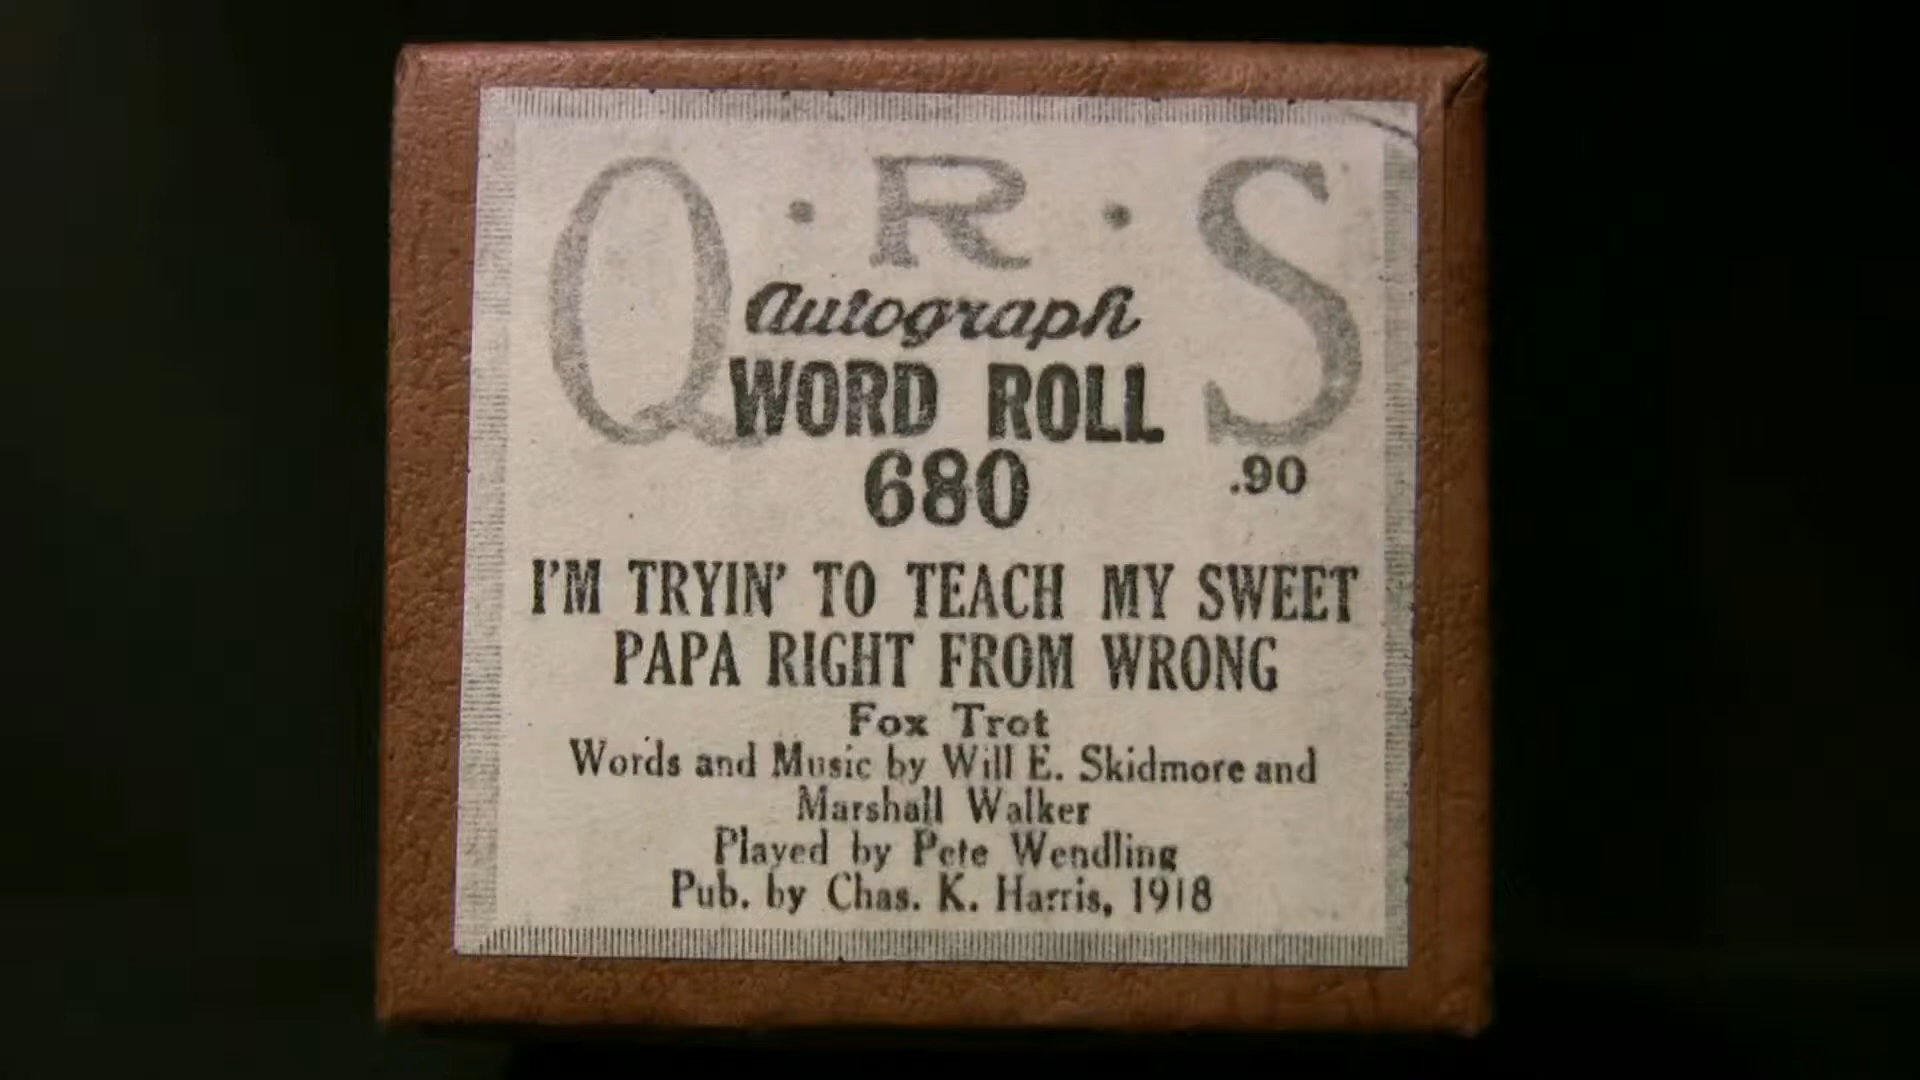 Q·R·S
Autograph
WORD ROLL
680 .90
I'M TRYIN' TO TEACH MY SWEET
PAPA RIGHT FROM WRONG
Fox Trot
Words and Music by Will E. Skidmore and
Marshall Walker
Played by Pete Wendling
Pub. by Chas. K. Harris, 1918